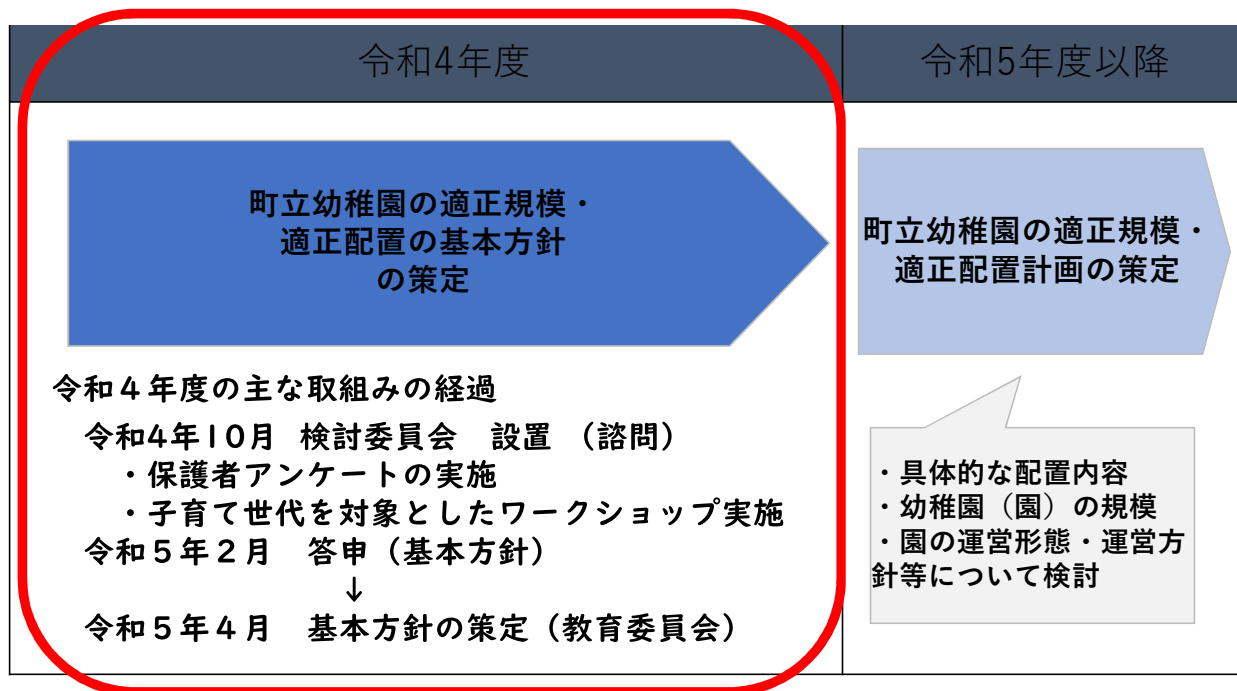 令和4年度
令和5年度以降
町立幼稚園の適正規模・
適正配置の基本方針
の策定
町立幼稚園の適正規模・
適正配置計画の策定
令和４年度の主な取組みの経過
令和4年10月 検討委員会　設置 （諮問）
・保護者アンケートの実施
・子育て世代を対象としたワークショップ実施
令和５年２月　答申（基本方針）
↓
令和５年４月　基本方針の策定（教育委員会）
・具体的な配置内容
・幼稚園（園）の規模
・園の運営形態・運営方
針等について検討